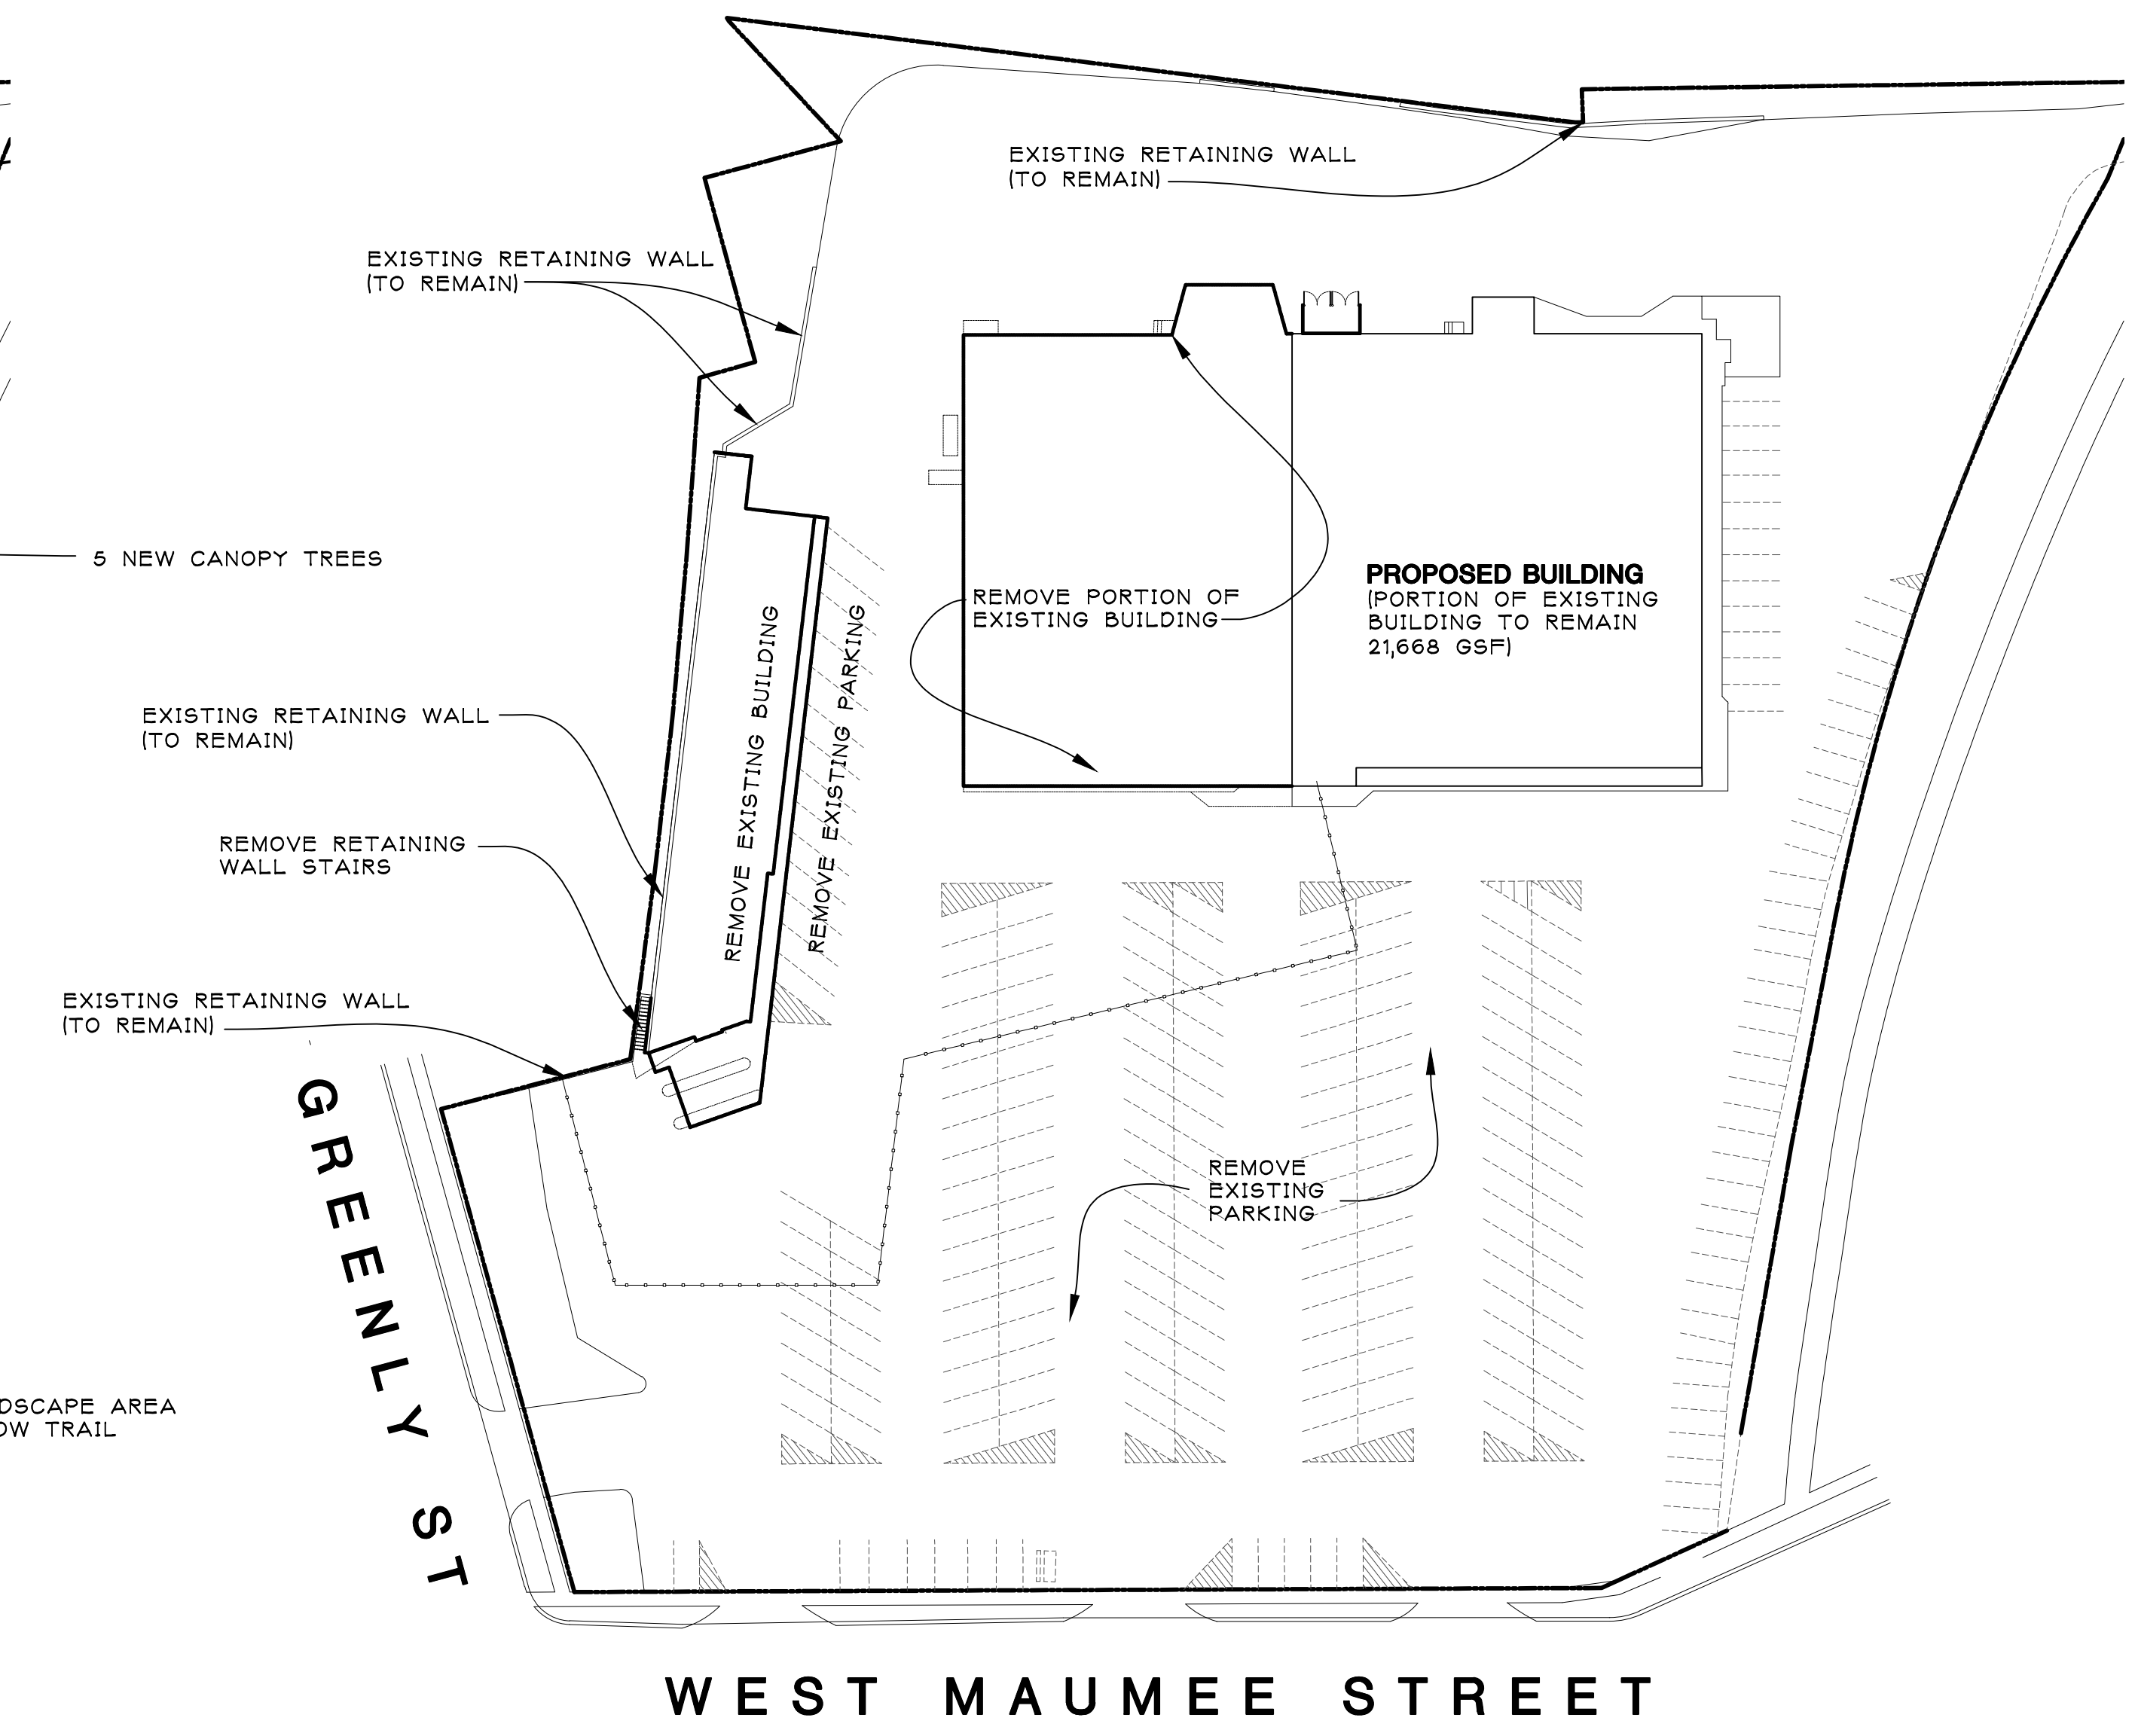 EXISTING RETAINING WALL
(TO REMAIN)
EXISTING RETAINING WALL
(TO REMAIN)
5 NEW CANOPY TREES
PROPOSED BUILDING
(PORTION OF EXISTING
BUILDING TO REMAIN
21,668 GSF)
REMOVE PORTION OF
EXISTING BUILDING
REMOVE EXISTING BUILDING
REMOVE EXISTING PARKING
EXISTING RETAINING WALL
(TO REMAIN)
REMOVE RETAINING
WALL STAIRS
EXISTING RETAINING WALL
(TO REMAIN)
REMOVE
EXISTING
PARKING
GREENLY ST
AREA
TRAIL
WEST MAUMEE STREET